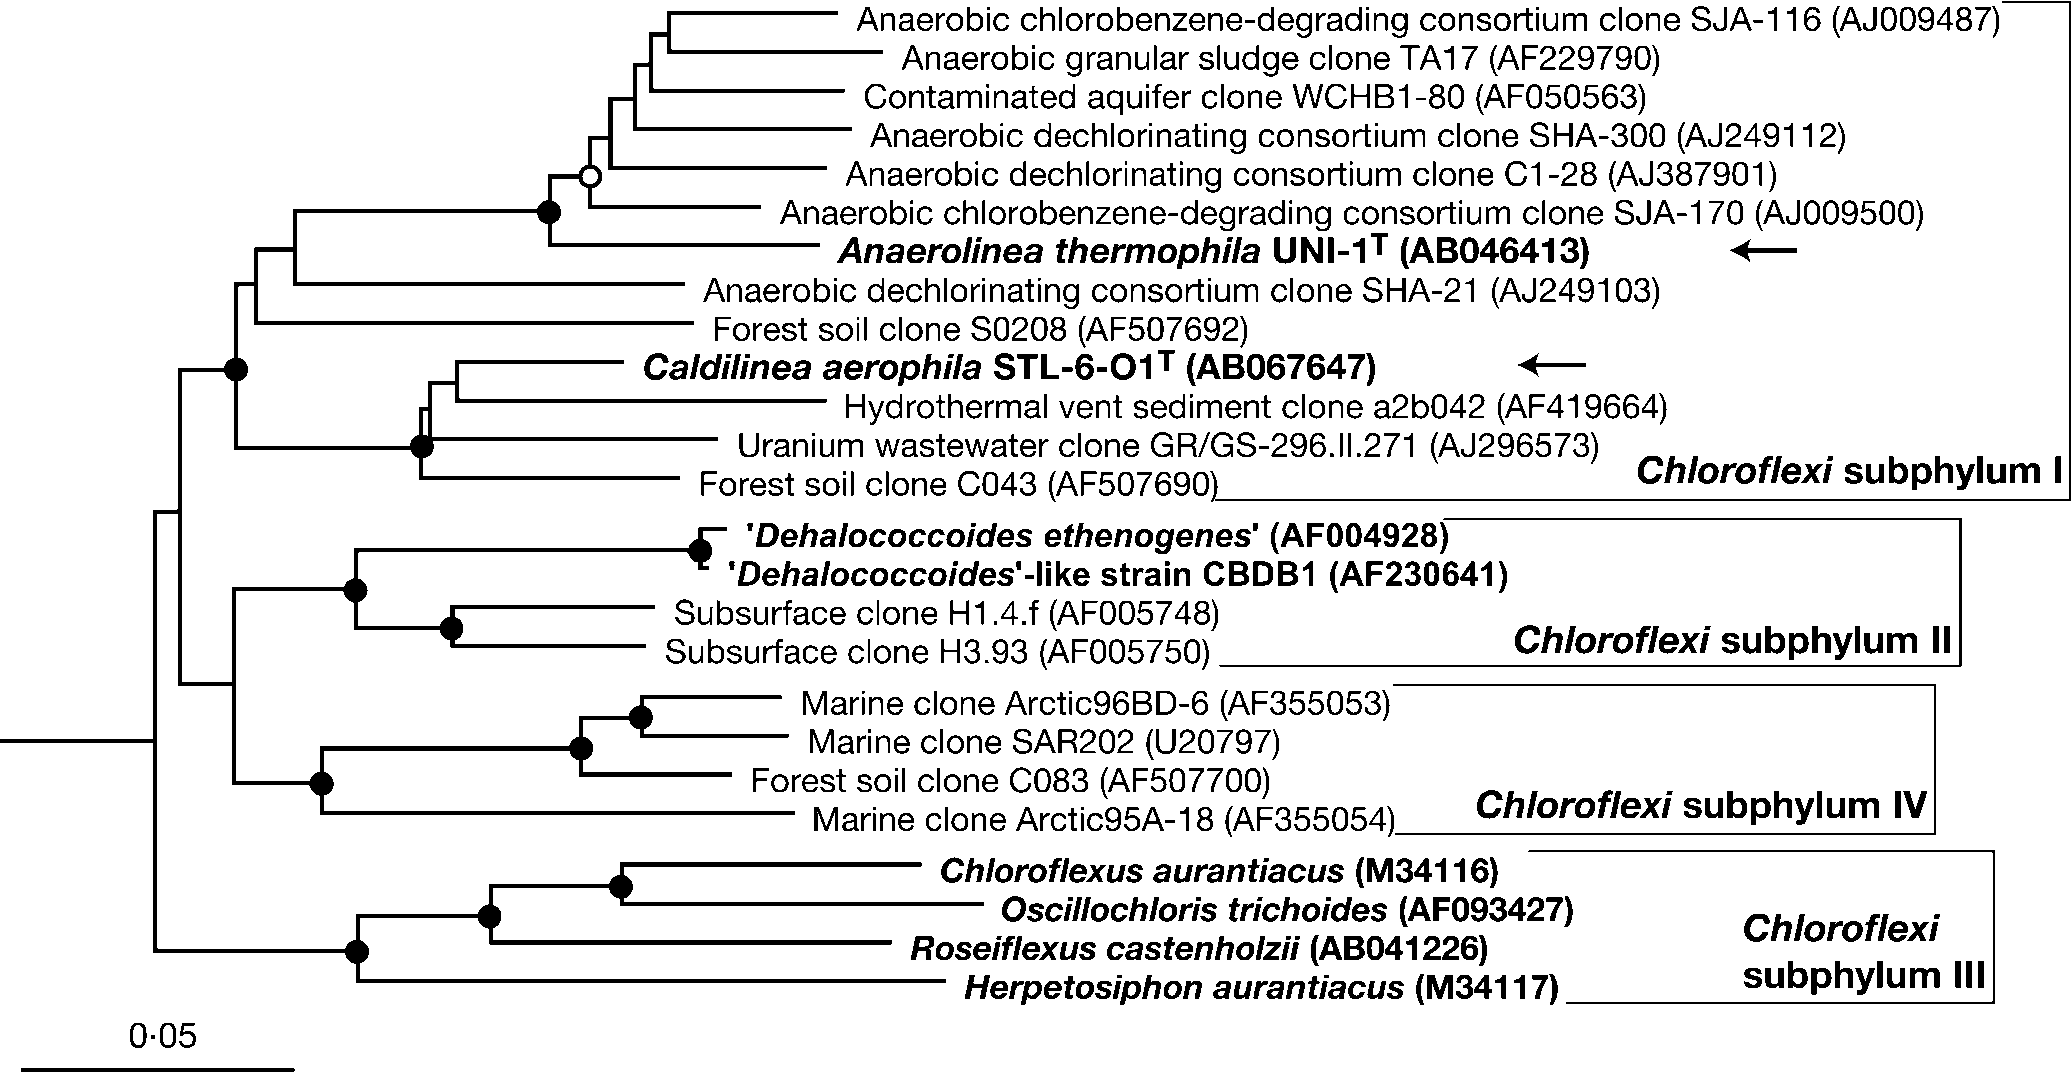 Anaerobic chlorobenzene-degrading consortium clone SJA-116 (AJ009487)
Anaerobic granular sludge clone TA17 (AF229790)
Contaminated aquifer clone WCHB1-80 (AF050563)
Anaerobic dechlorinating consortium clone SHA-300 (AJ249112)
Anaerobic dechlorinating consortium clone C1-28 (AJ387901)
Anaerobic chlorobenzene-degrading consortium clone SJA-170 (AJ009500)
Anaerolinea thermophila UNI-1ᵀ (AB046413)
Anaerobic dechlorinating consortium clone SHA-21 (AJ249103)
Forest soil clone S0208 (AF507692)
Caldilinea aerophila STL-6-O1ᵀ (AB067647)
Hydrothermal vent sediment clone a2b042 (AF419664)
Uranium wastewater clone GR/GS-296.II.271 (AJ296573)
Forest soil clone C043 (AF507690)
Chloroflexi subphylum I
'Dehalococcoides ethenogenes' (AF004928)
'Dehalococcoides'-like strain CBDB1 (AF230641)
Subsurface clone H1.4.f (AF005748)
Subsurface clone H3.93 (AF005750)
Chloroflexi subphylum II
Marine clone Arctic96BD-6 (AF355053)
Marine clone SAR202 (U20797)
Forest soil clone C083 (AF507700)
Marine clone Arctic95A-18 (AF355054)
Chloroflexi subphylum IV
Chloroflexus aurantiacus (M34116)
Oscillochloris trichoides (AF093427)
Roseiflexus castenholzii (AB041226)
Herpetosiphon aurantiacus (M34117)
Chloroflexi
subphylum III
0·05